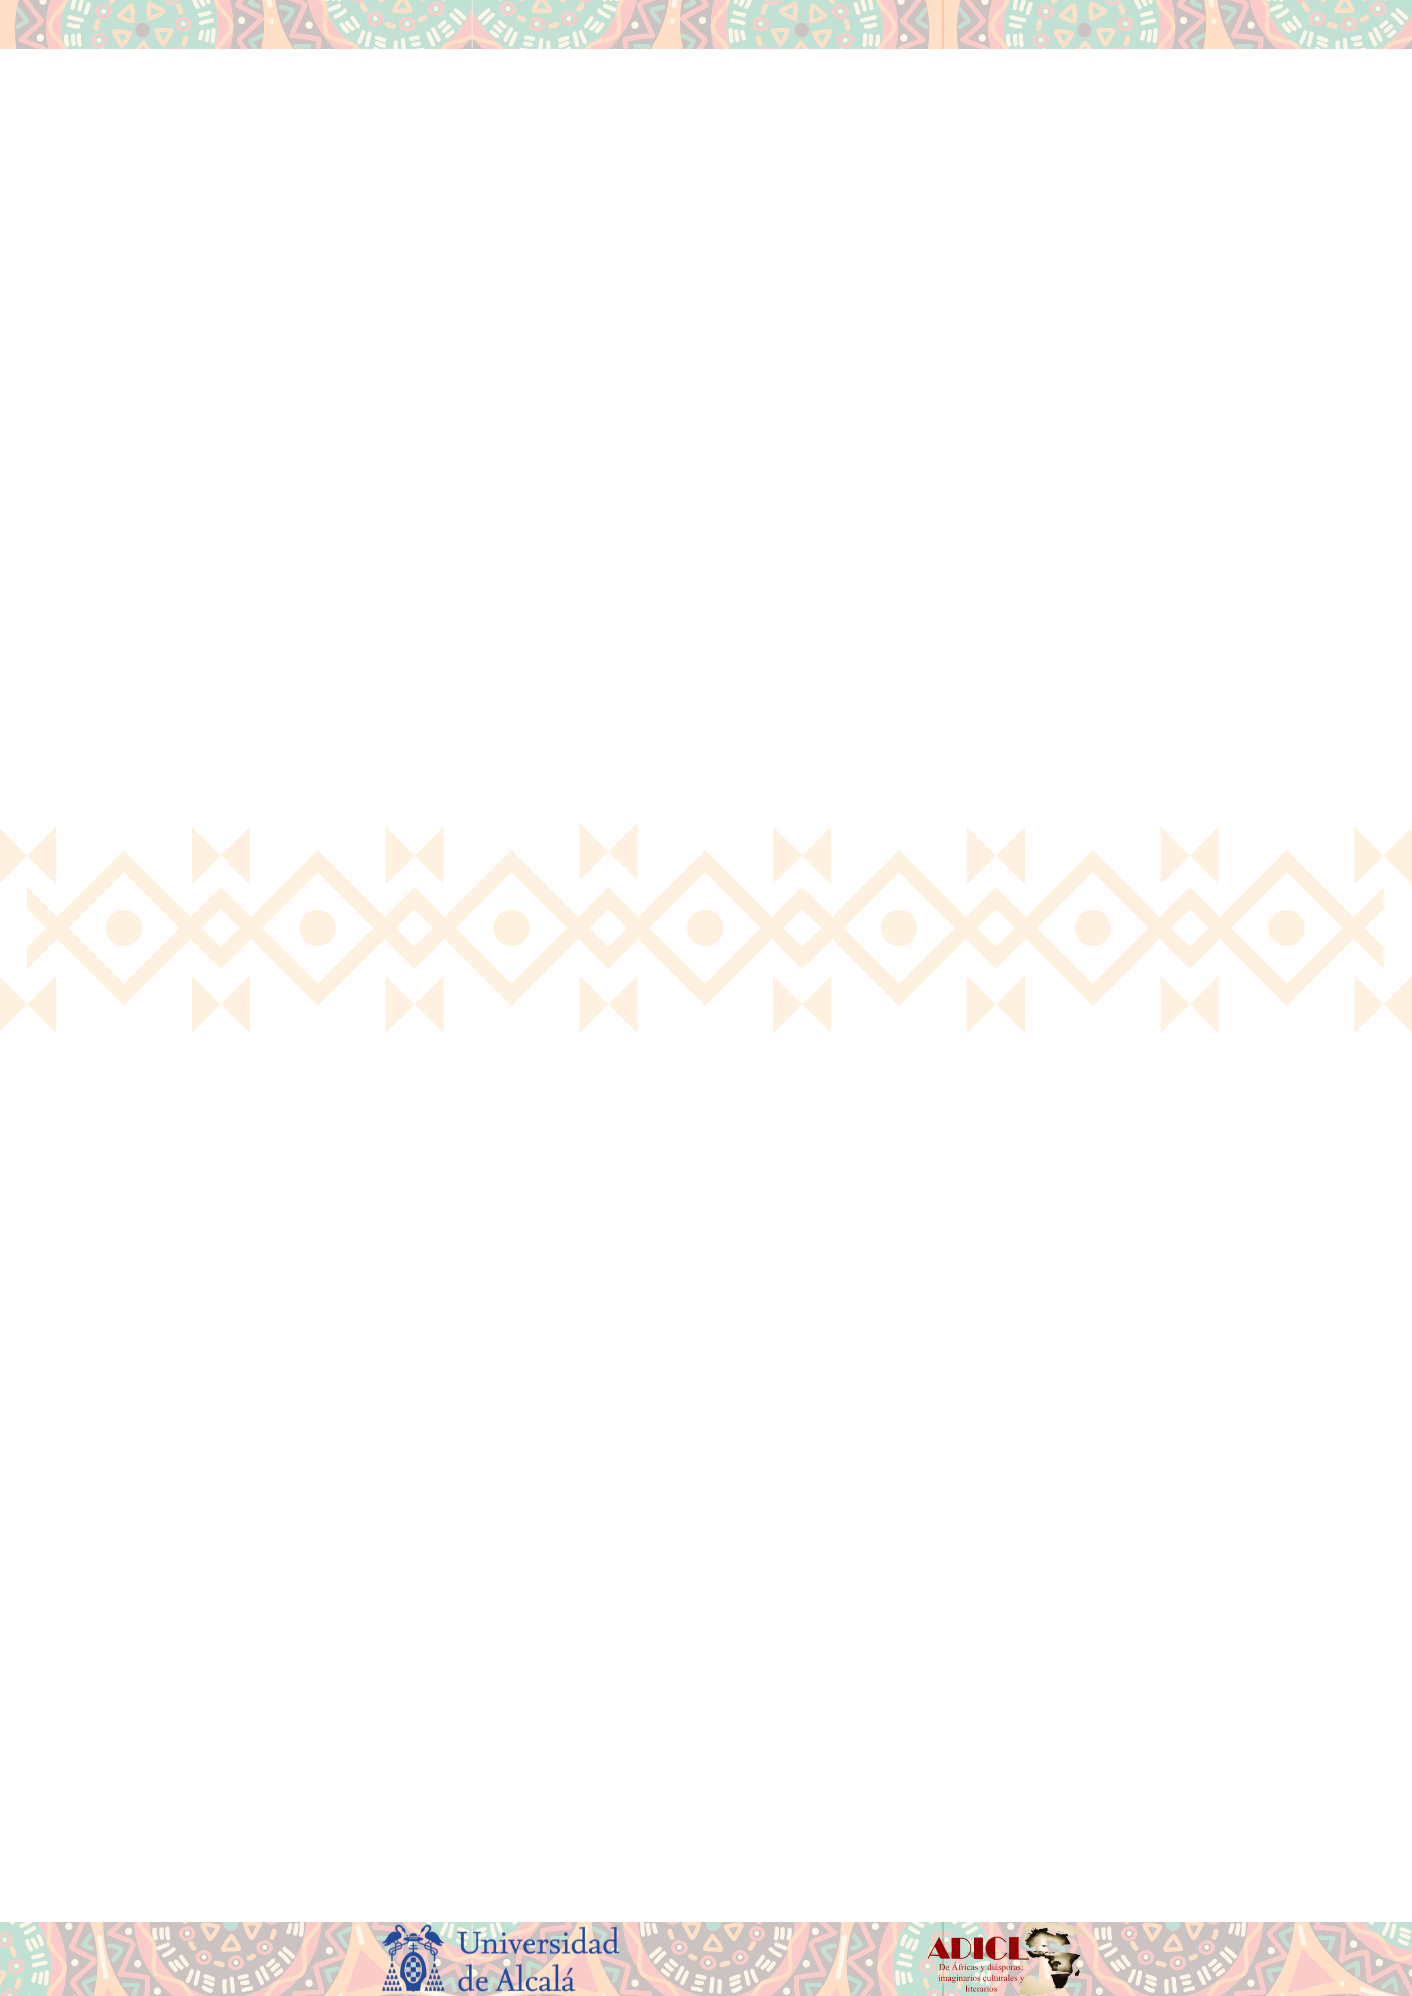 Universidad
de Alcalá
ADICL
De Áfricas y diásporas:
imaginarios culturales y
literarios